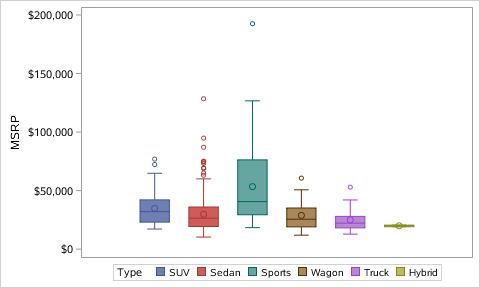 $200,000
$150,000
$100,000
$50,000
$0
MSRP
Type SUV Sedan Sports Wagon Truck Hybrid